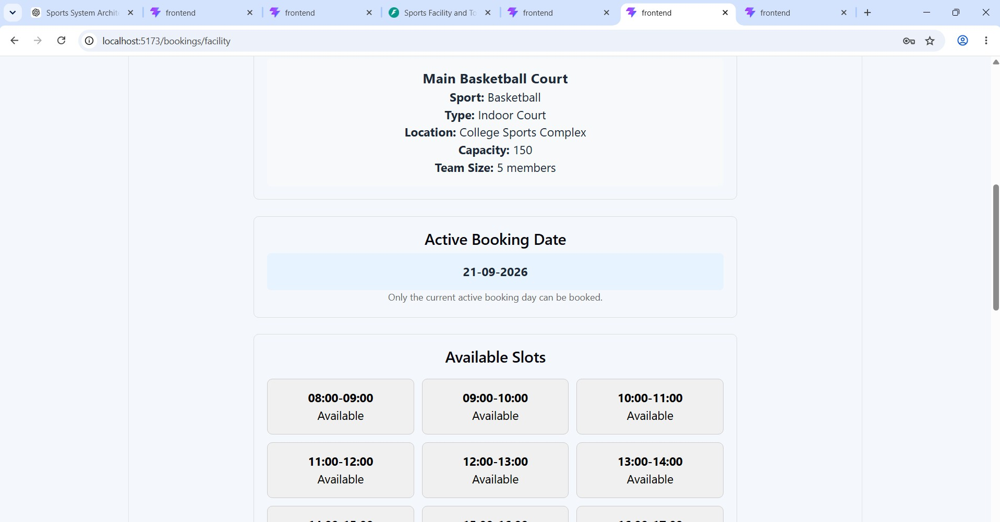 Sports System Archit
frontend
frontend
Sports Facility and To
frontend
frontend
frontend
localhost:5173/bookings/facility
Main Basketball Court
Sport: Basketball
Type: Indoor Court
Location: College Sports Complex
Capacity: 150
Team Size: 5 members
Active Booking Date
21-09-2026
Only the current active booking day can be booked.
Available Slots
08:00-09:00
Available
09:00-10:00
Available
10:00-11:00
Available
11:00-12:00
Available
12:00-13:00
Available
13:00-14:00
Available